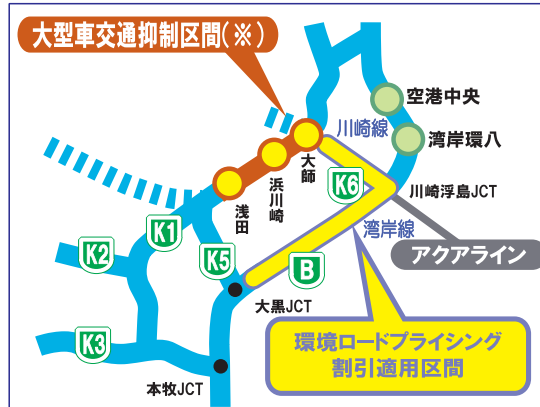 大型車交通抑制区間(※)
空港中央
川崎線
湾岸環八
大師
浜川崎
浅田
K6
川崎浮島JCT
湾岸線
アクアライン
K1
K2
K5
B
大黒JCT
K3
本牧JCT
環境ロードプライシング
割引適用区間